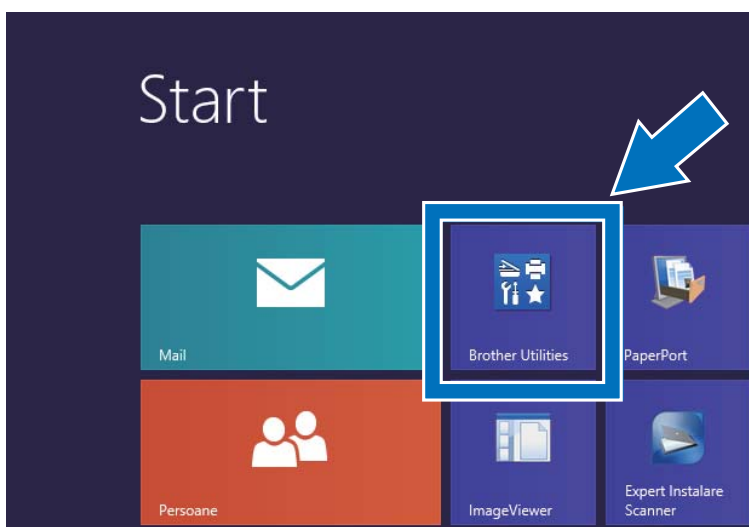 Start
Mail
Brother Utilities
PaperPort
Persoane
ImageViewer
Expert Instalare
Scanner